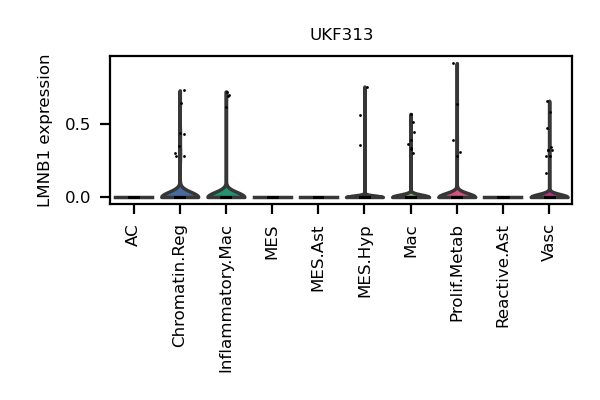 UKF313
LMNB1 expression
0.5
0.0
AC
Chromatin.Reg
Inflammatory.Mac
MES
MES.Ast
MES.Hyp
Mac
Prolif.Metab
Reactive.Ast
Vasc